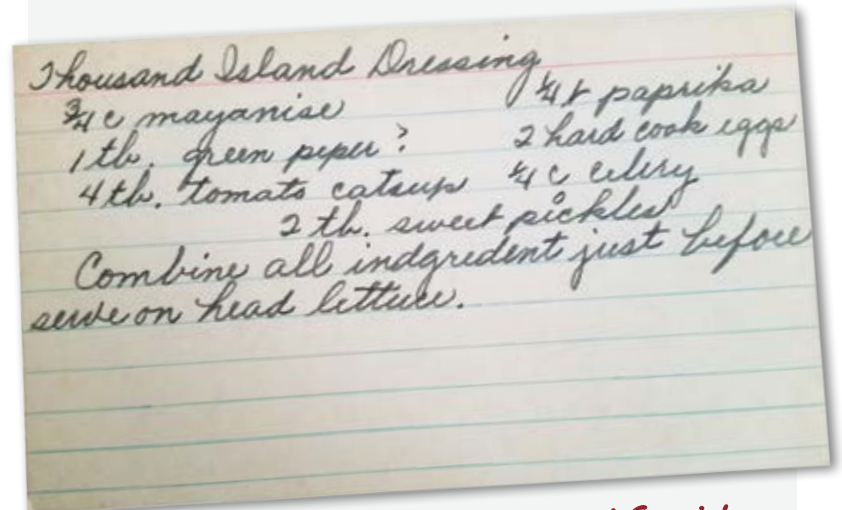 Thousand Island Dressing
3/4 c mayanise 1/4 t paprika
1 tb. green peper ? 2 hard cook eggs
4 tb. tomato catsup 1/4 c celery
2 tb. sweet pickles
Combine all indgredent just before
serve on head lettuce.